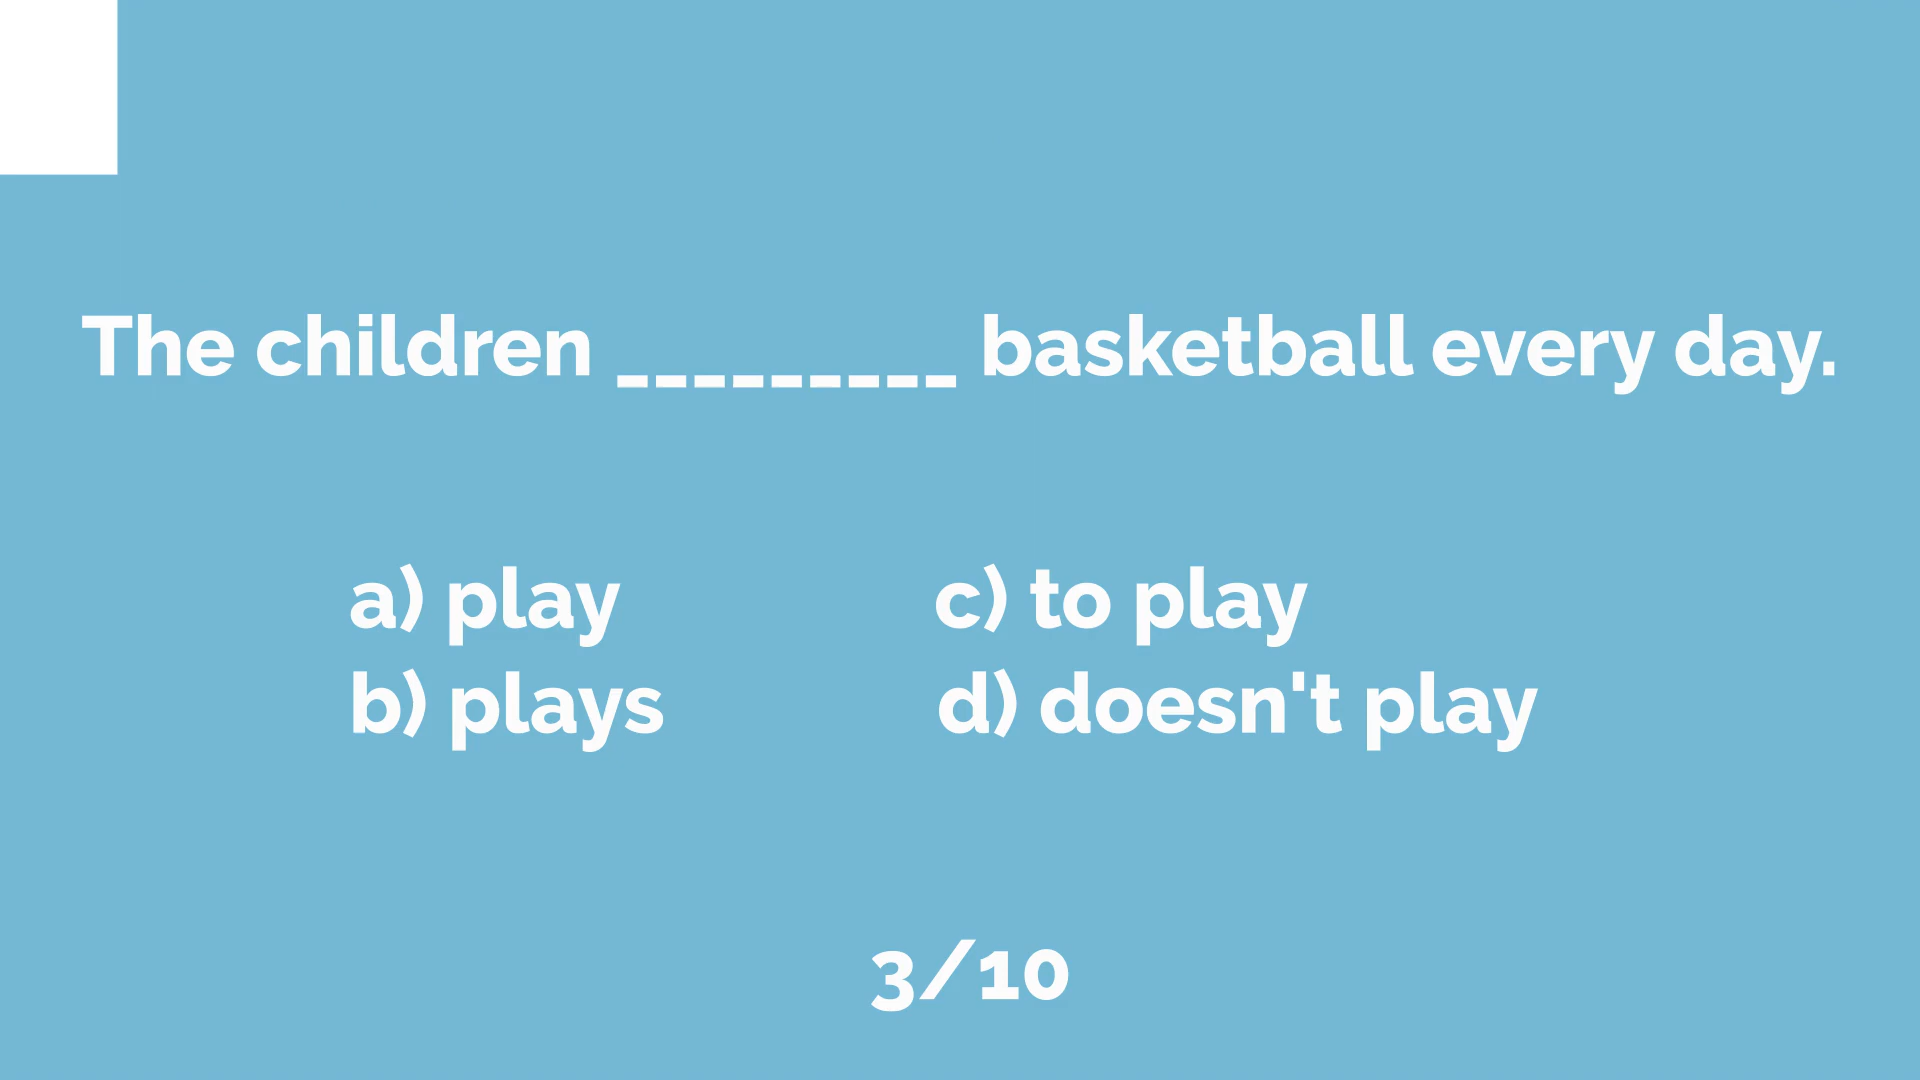 The children _________ basketball every day.
a) play
b) plays
c) to play
d) doesn't play
3/10